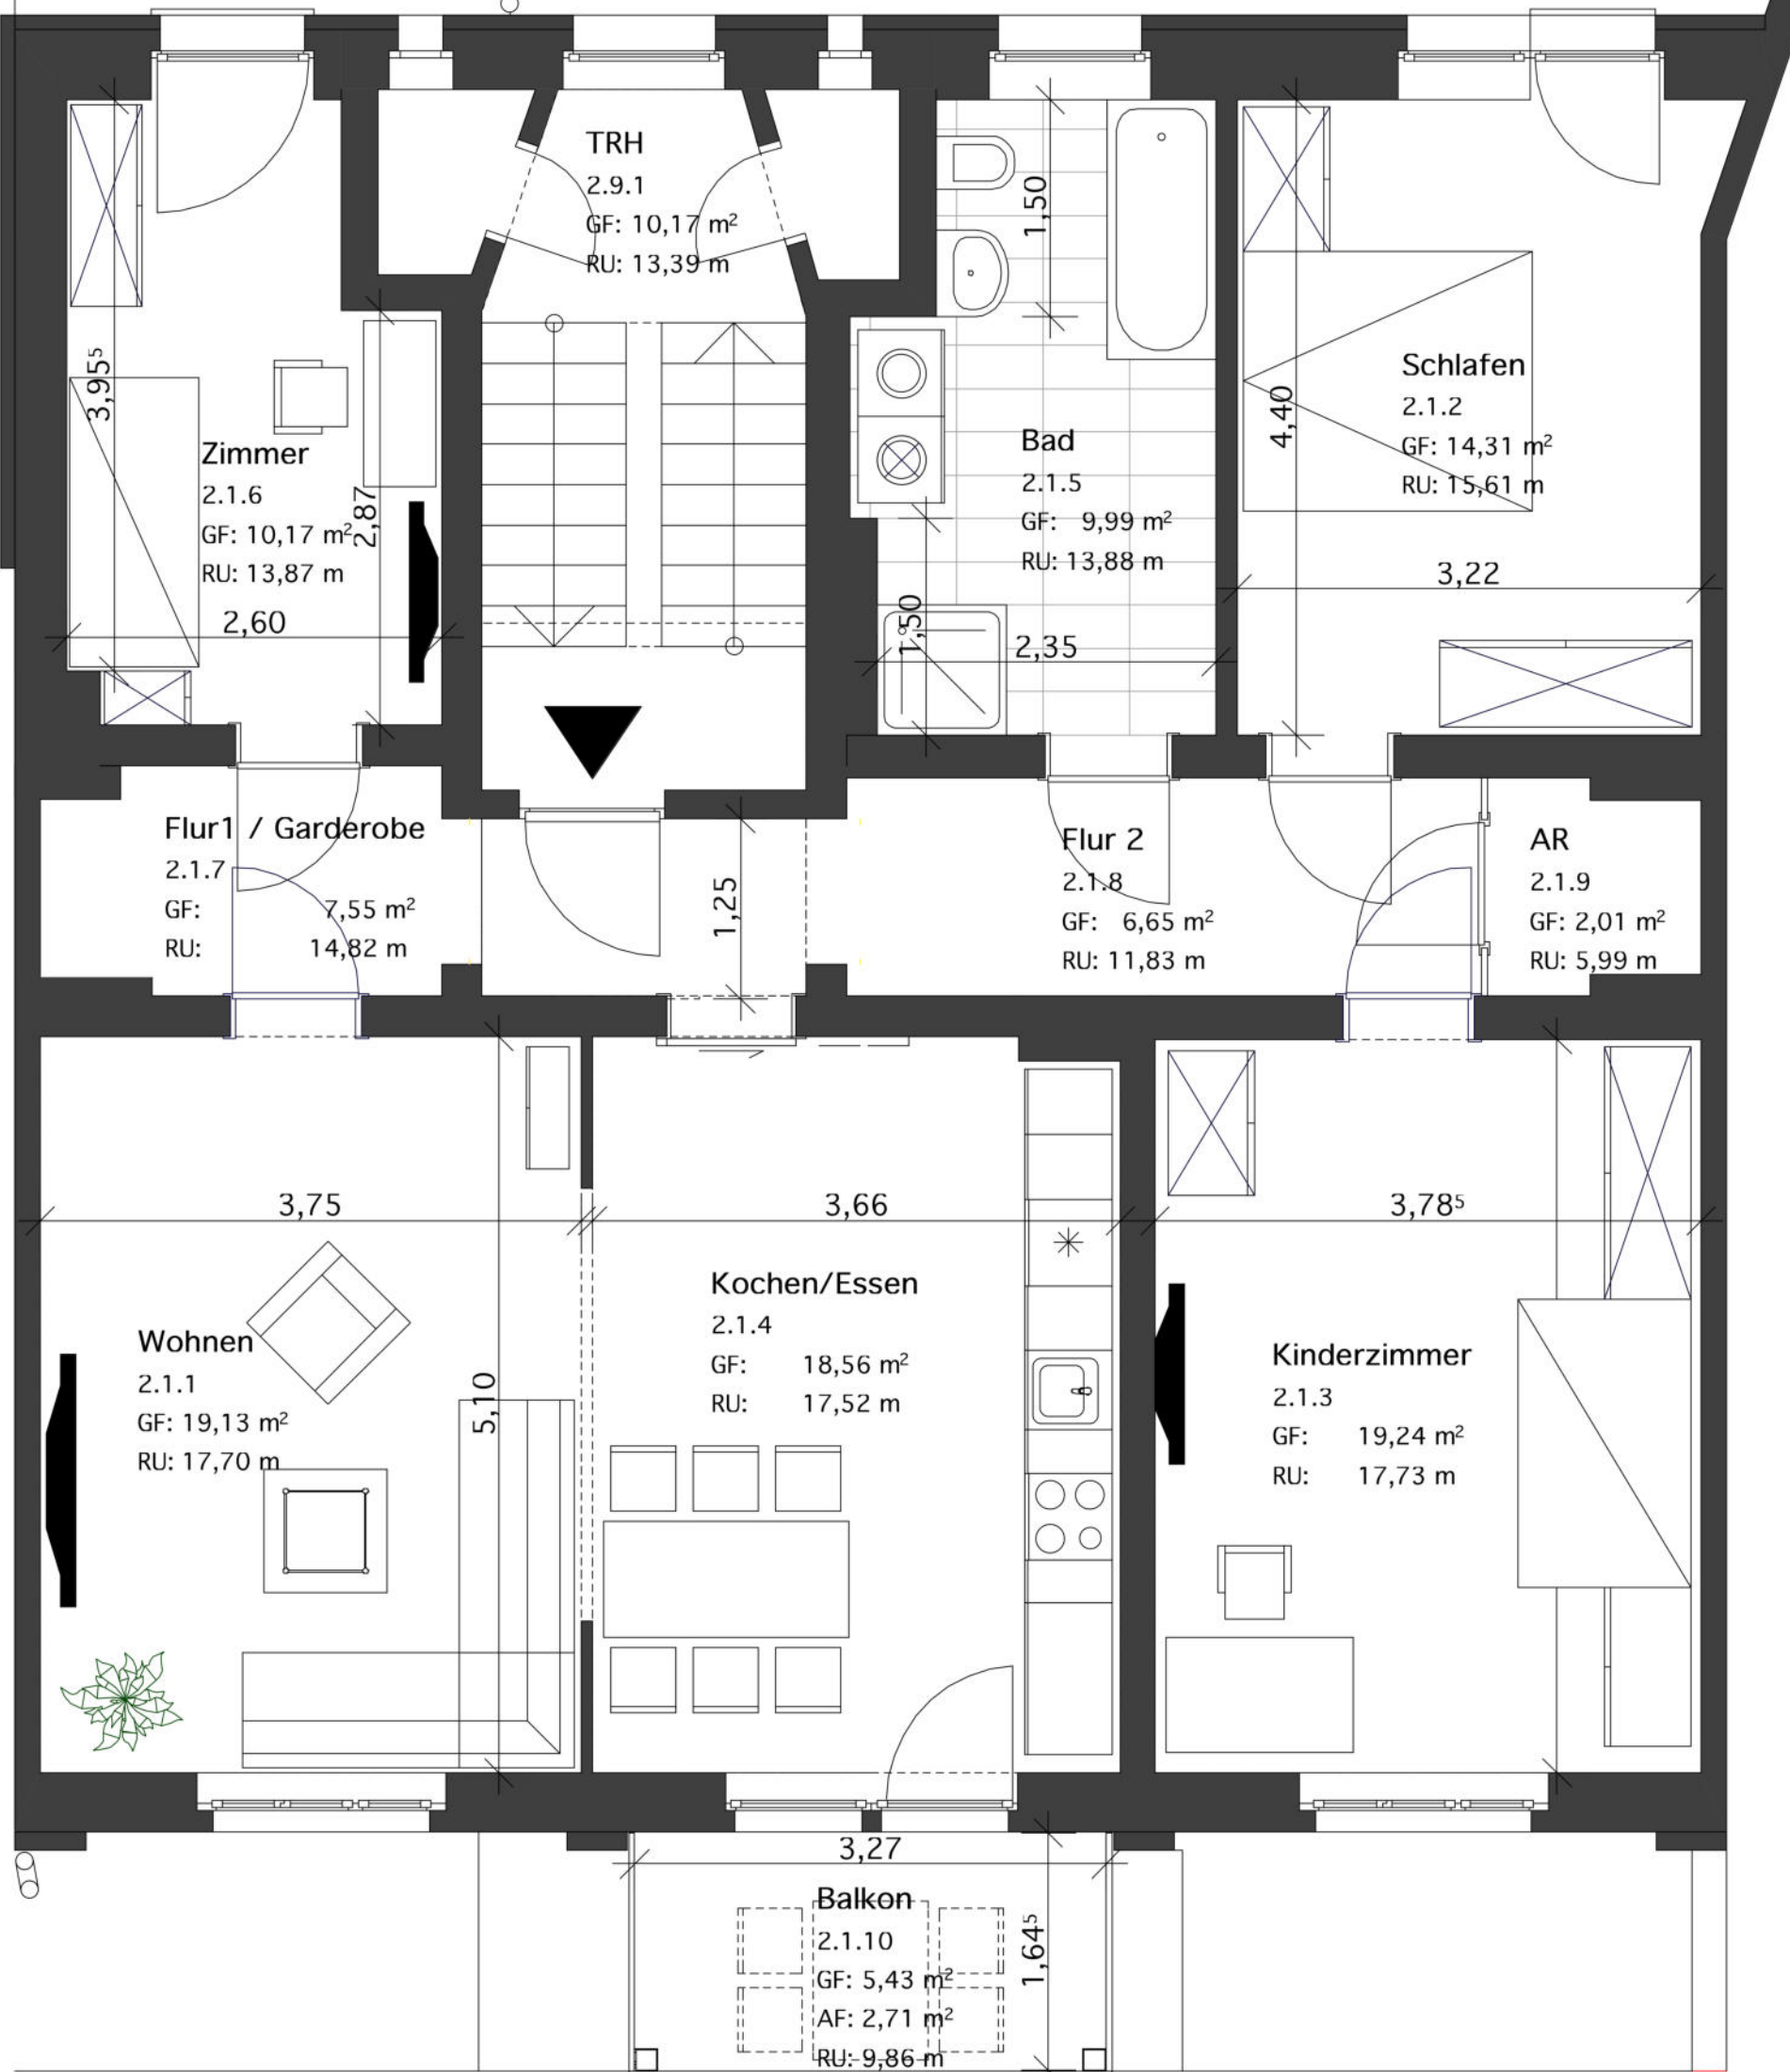 TRH
2.9.1
GF: 10,17 m²
RU: 13,39 m
1,50
3,95⁵
Zimmer
2.1.6
GF: 10,17 m²
RU: 13,87 m
2,87
2,60
Bad
2.1.5
GF: 9,99 m²
RU: 13,88 m
1,50
2,35
Schlafen
2.1.2
GF: 14,31 m²
RU: 15,61 m
4,40
3,22
Flur1 / Garderobe
2.1.7
GF: 7,55 m²
RU: 14,82 m
1,25
Flur 2
2.1.8
GF: 6,65 m²
RU: 11,83 m
AR
2.1.9
GF: 2,01 m²
RU: 5,99 m
3,75
3,66
3,78⁵
Wohnen
2.1.1
GF: 19,13 m²
RU: 17,70 m
5,10
Kochen/Essen
2.1.4
GF: 18,56 m²
RU: 17,52 m
Kinderzimmer
2.1.3
GF: 19,24 m²
RU: 17,73 m
3,27
Balkon
2.1.10
GF: 5,43 m²
AF: 2,71 m²
RU: 9,86 m
1,64⁵